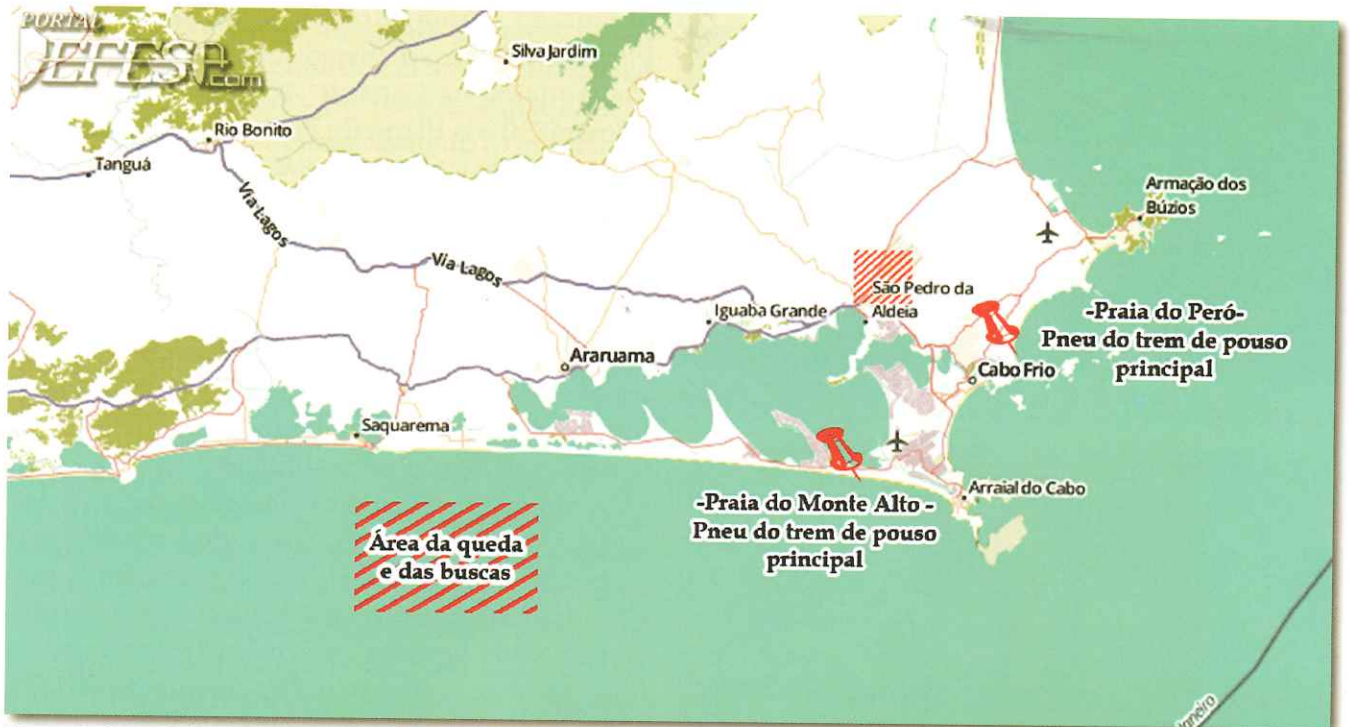 PORTAL
DEFESA
.com
Silva Jardim
Rio Bonito
Tanguá
Armação dos
Búzios
Via Lagos
Via Lagos
São Pedro da
Aldeia
Iguaba Grande
-Praia do Peró-
Pneu do trem de pouso
principal
Araruama
Cabo Frio
Saquarema
Arraial do Cabo
-Praia do Monte Alto -
Pneu do trem de pouso
principal
Área da queda
e das buscas